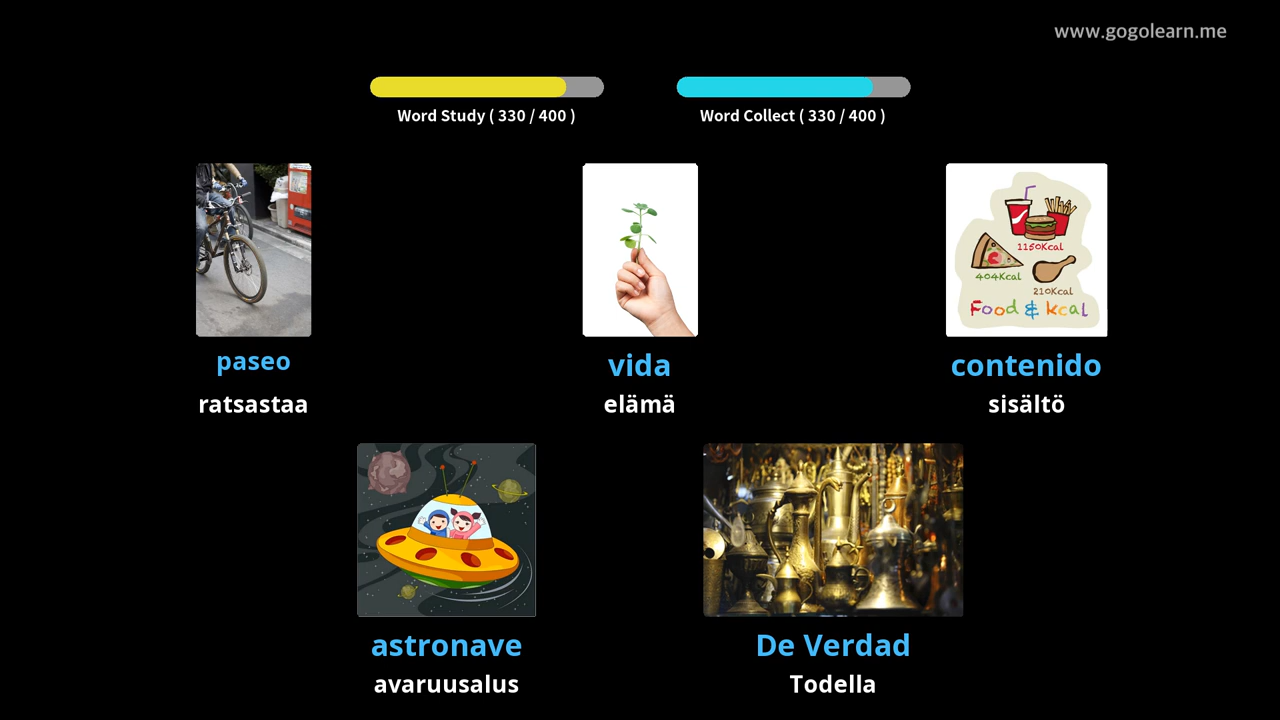 www.gogolearn.me
Word Study ( 330 / 400 )
Word Collect ( 330 / 400 )
1150Kcal
404Kcal
210Kcal
Food & kcal
paseo
vida
contenido
ratsastaa
elämä
sisältö
astronave
De Verdad
avaruusalus
Todella